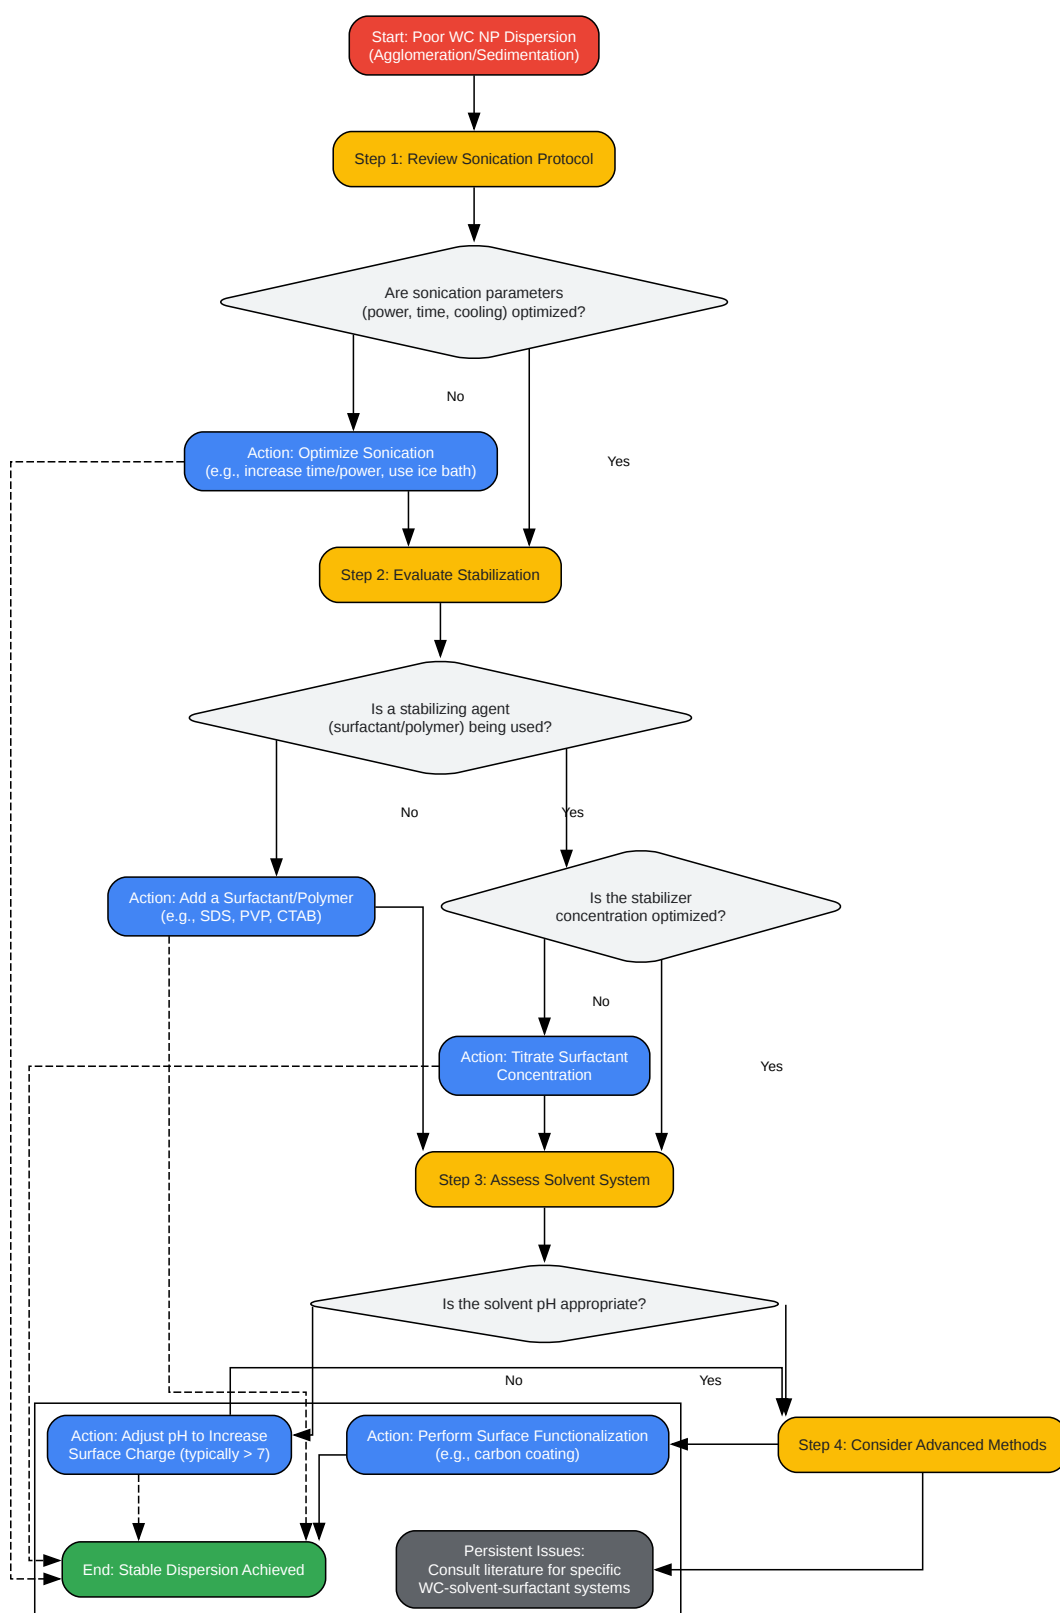 Start: Poor WC NP Dispersion
(Agglomeration/Sedimentation)
Step 1: Review Sonication Protocol
Are sonication parameters
(power, time, cooling) optimized?
No
Action: Optimize Sonication
(e.g., increase time/power, use ice bath)
Yes
Step 2: Evaluate Stabilization
Is a stabilizing agent
(surfactant/polymer) being used?
No
Yes
Action: Add a Surfactant/Polymer
(e.g., SDS, PVP, CTAB)
Is the stabilizer
concentration optimized?
No
Action: Titrate Surfactant
Concentration
Yes
Step 3: Assess Solvent System
Is the solvent pH appropriate?
No
Yes
Action: Adjust pH to Increase
Surface Charge (typically > 7)
Action: Perform Surface Functionalization
(e.g., carbon coating)
Step 4: Consider Advanced Methods
End: Stable Dispersion Achieved
Persistent Issues:
Consult literature for specific
WC-solvent-surfactant systems